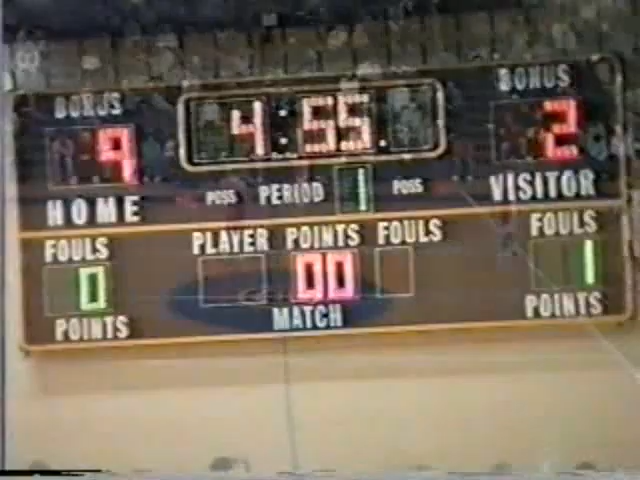 BONUS 4:55 BONUS
9 2
POSS PERIOD 1 POSS
HOME VISITOR
FOULS PLAYER POINTS FOULS FOULS
0 00 1
POINTS MATCH POINTS